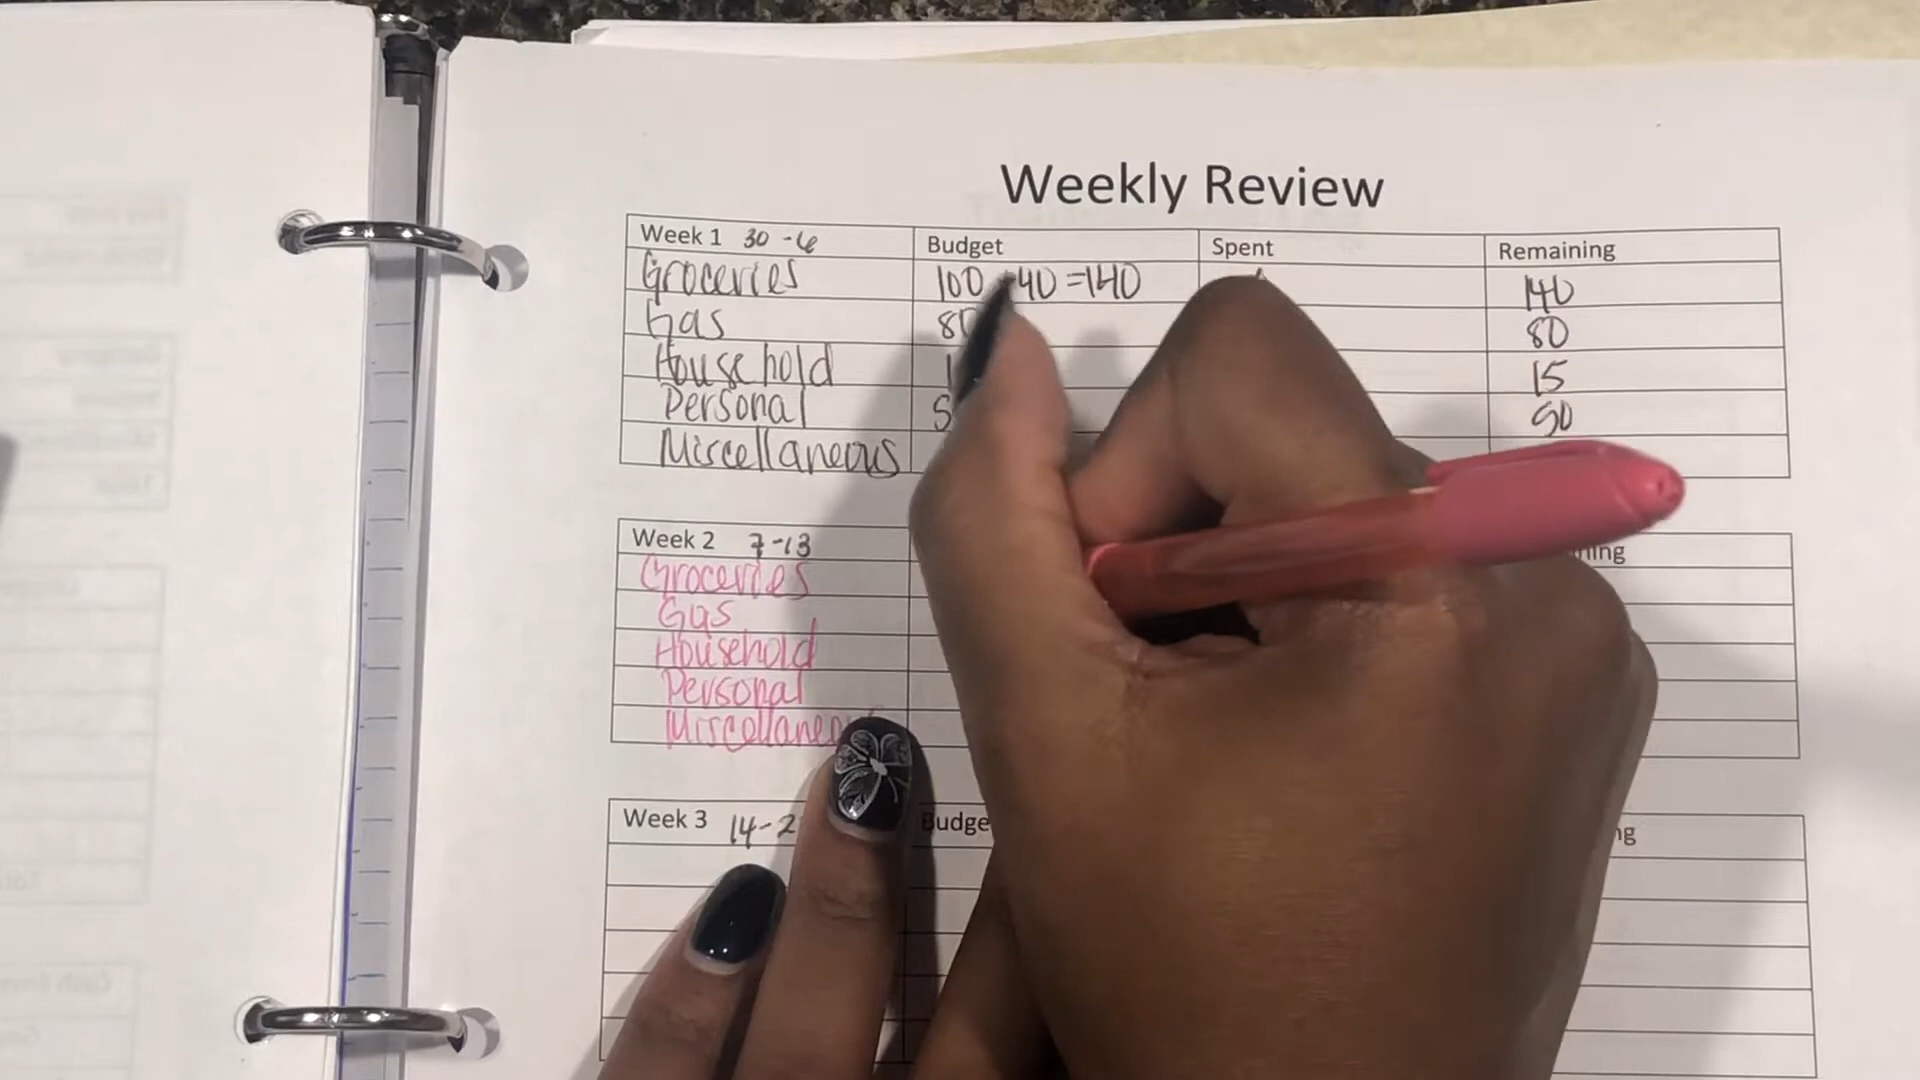 Weekly Review
Week 1 30-6 Budget Spent Remaining
Groceries 100 40 =140 140
Gas 80 80
Household 15
Personal 50
Miscellaneous
Week 2 7-13
Groceries
Gas
Household
Personal
Week 3